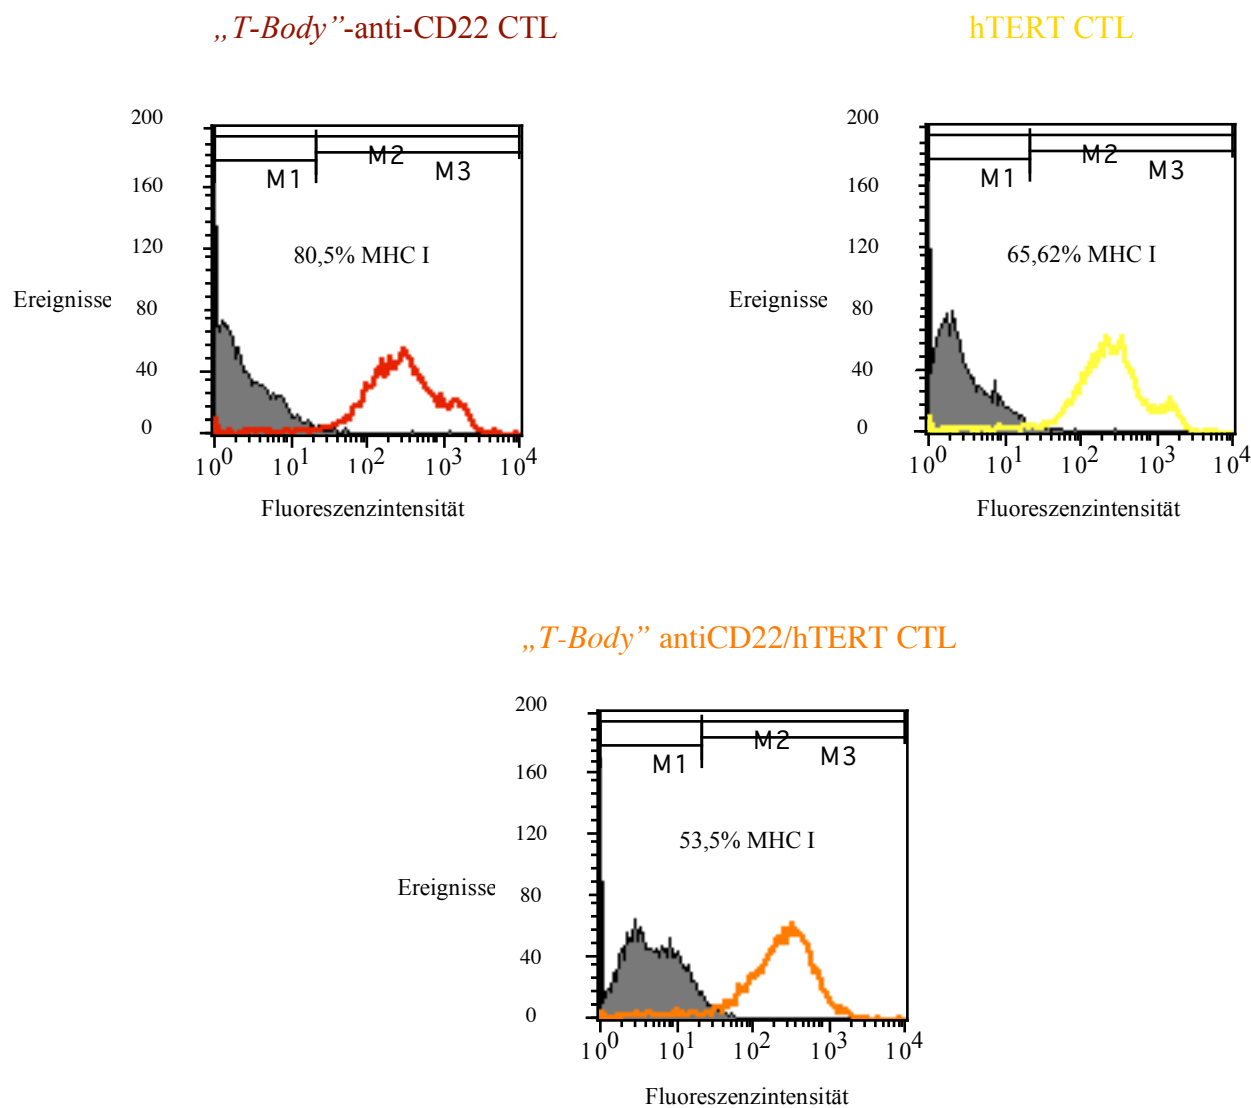 „T-Body”-anti-CD22 CTL
hTERT CTL
200
160
120
80
40
0
Ereignisse
M1
M2
M3
80,5% MHC I
10^0 10^1 10^2 10^3 10^4
Fluoreszenzintensität
200
160
120
80
40
0
Ereignisse
M1
M2
M3
65,62% MHC I
10^0 10^1 10^2 10^3 10^4
Fluoreszenzintensität
„T-Body” antiCD22/hTERT CTL
200
160
120
80
40
0
Ereignisse
M1
M2
M3
53,5% MHC I
10^0 10^1 10^2 10^3 10^4
Fluoreszenzintensität